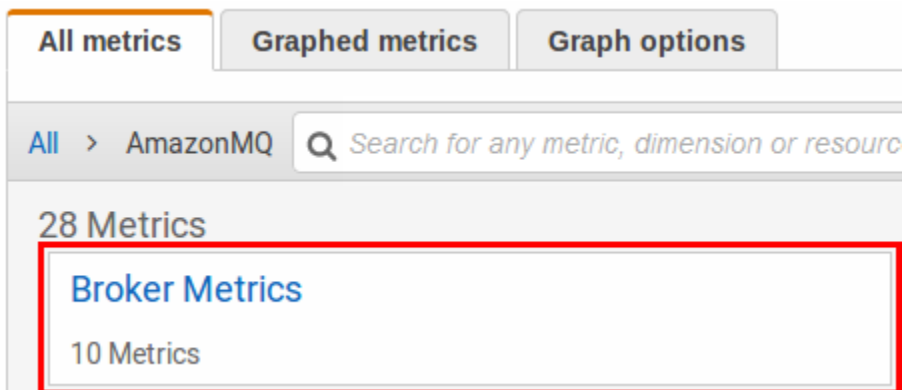 All metrics Graphed metrics Graph options
All > AmazonMQ Search for any metric, dimension or resourc
28 Metrics
Broker Metrics
10 Metrics